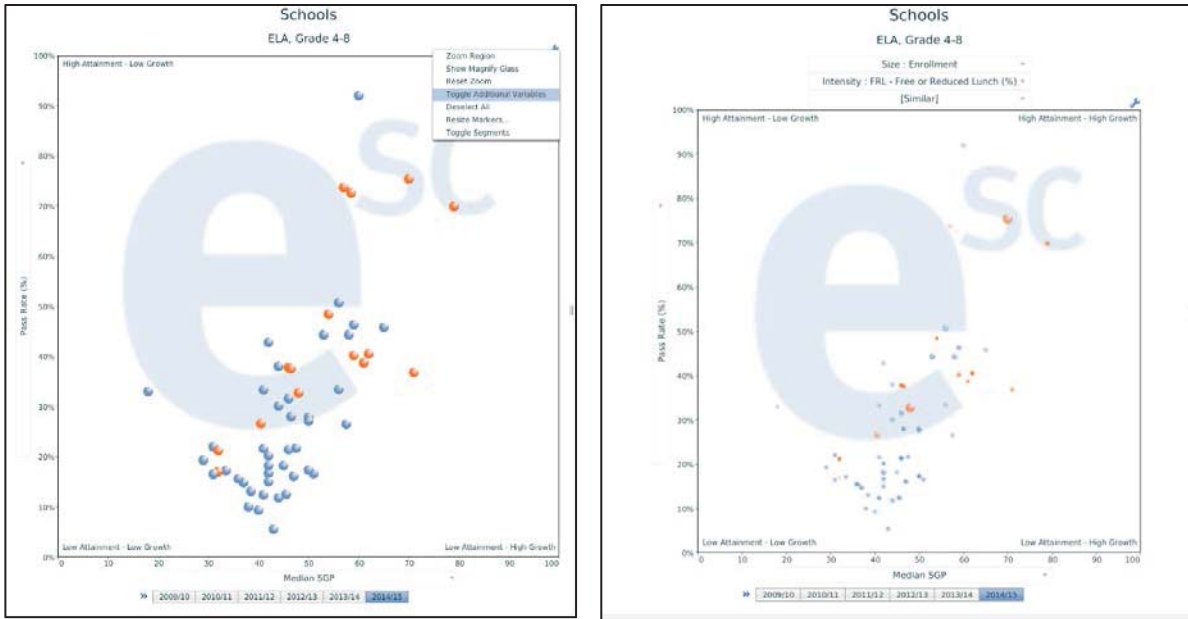 Schools
ELA, Grade 4-8
Zoom Region
Show Magnify Glass
Reset Zoom
Toggle Additional Variables
Deselect All
Resize Markers...
Toggle Segments
High Attainment - Low Growth
100%
90%
80%
70%
60%
50%
40%
30%
20%
10%
0%
Pass Rate (%)
eSC
Low Attainment - Low Growth
Low Attainment - High Growth
0 10 20 30 40 50 60 70 80 90 100
Median SGP
» 2009/10 2010/11 2011/12 2012/13 2013/14 2014/15
Schools
ELA, Grade 4-8
Size : Enrollment
Intensity : FRL - Free or Reduced Lunch (%)
[Similar]
High Attainment - Low Growth
High Attainment - High Growth
100%
90%
80%
70%
60%
50%
40%
30%
20%
10%
0%
Pass Rate (%)
eSC
Low Attainment - Low Growth
Low Attainment - High Growth
0 10 20 30 40 50 60 70 80 90 100
Median SGP
» 2009/10 2010/11 2011/12 2012/13 2013/14 2014/15